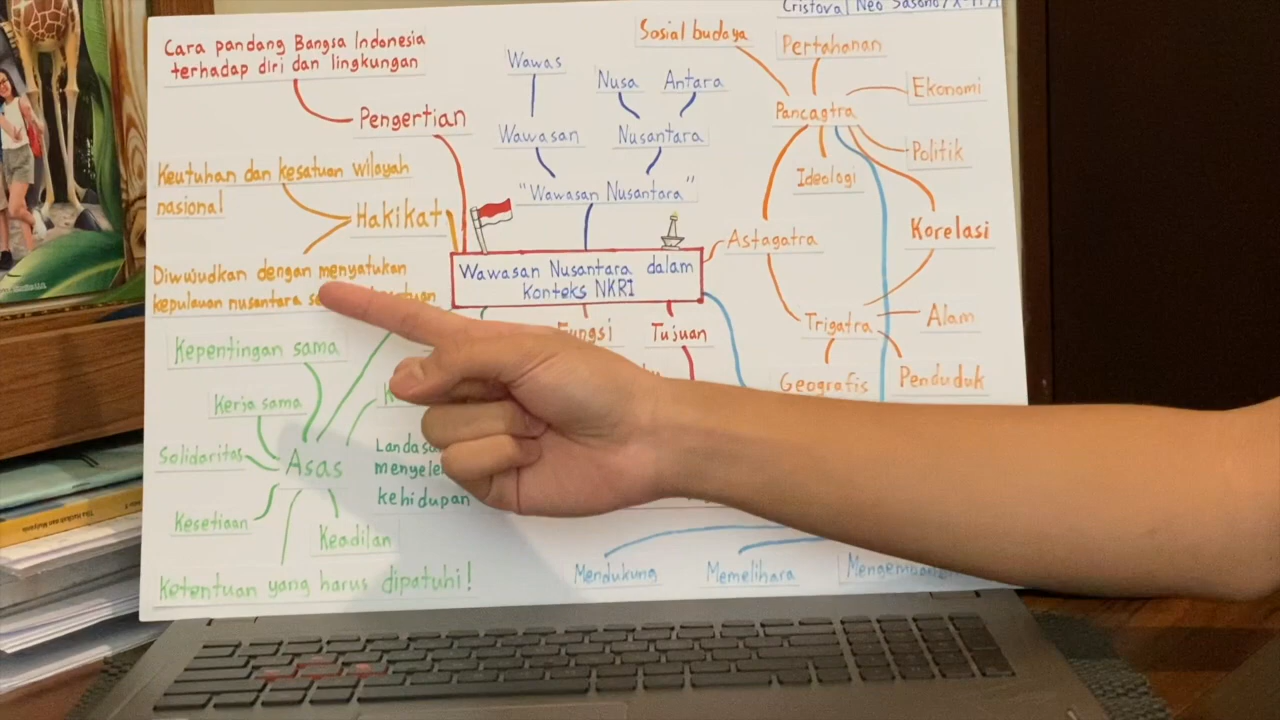 Cristoval Neo Sasono
Cara pandang Bangsa Indonesia
terhadap diri dan lingkungan
Pengertian
Keutuhan dan kesatuan wilayah
nasional
Hakikat
Diwujudkan dengan menyatukan
kepulauan nusantara
Wawas
Nusa
Antara
Wawasan
Nusantara
"Wawasan Nusantara"
Wawasan Nusantara dalam
Konteks NKRI
Sosial budaya
Pertahanan
Ekonomi
Pancagtra
Politik
Ideologi
Korelasi
Astagatra
Trigatra
Alam
Geografis
Penduduk
Fungsi
Tujuan
Kepentingan sama
Kerja sama
Solidaritas
Asas
Kesetiaan
Keadilan
Ketentuan yang harus dipatuhi!
kehidupan
Mendukung
Memelihara